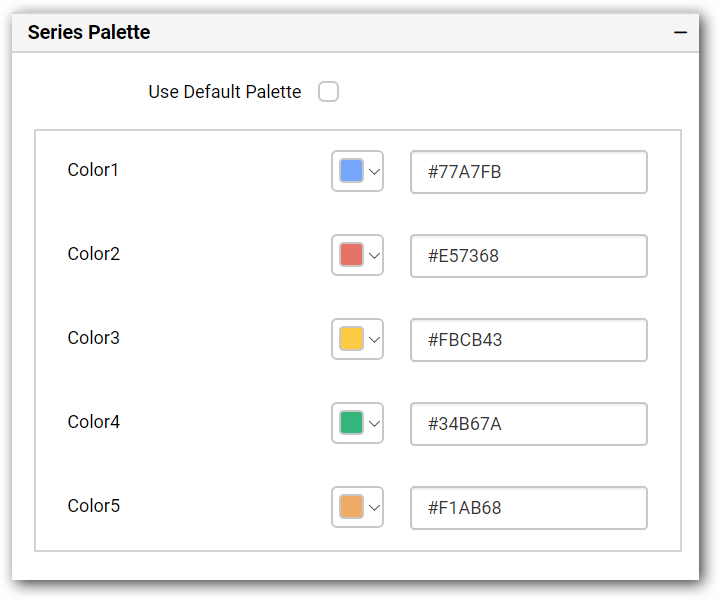 Series Palette
Use Default Palette
Color1 #77A7FB
Color2 #E57368
Color3 #FBCB43
Color4 #34B67A
Color5 #F1AB68